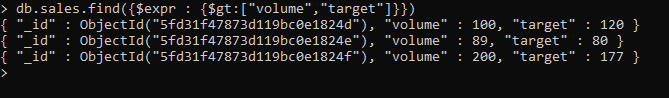 > db.sales.find({$expr : {$gt:["volume","target"]}})
{ "_id" : ObjectId("5fd31f47873d119bc0e1824d"), "volume" : 100, "target" : 120 }
{ "_id" : ObjectId("5fd31f47873d119bc0e1824e"), "volume" : 89, "target" : 80 }
{ "_id" : ObjectId("5fd31f47873d119bc0e1824f"), "volume" : 200, "target" : 177 }
>